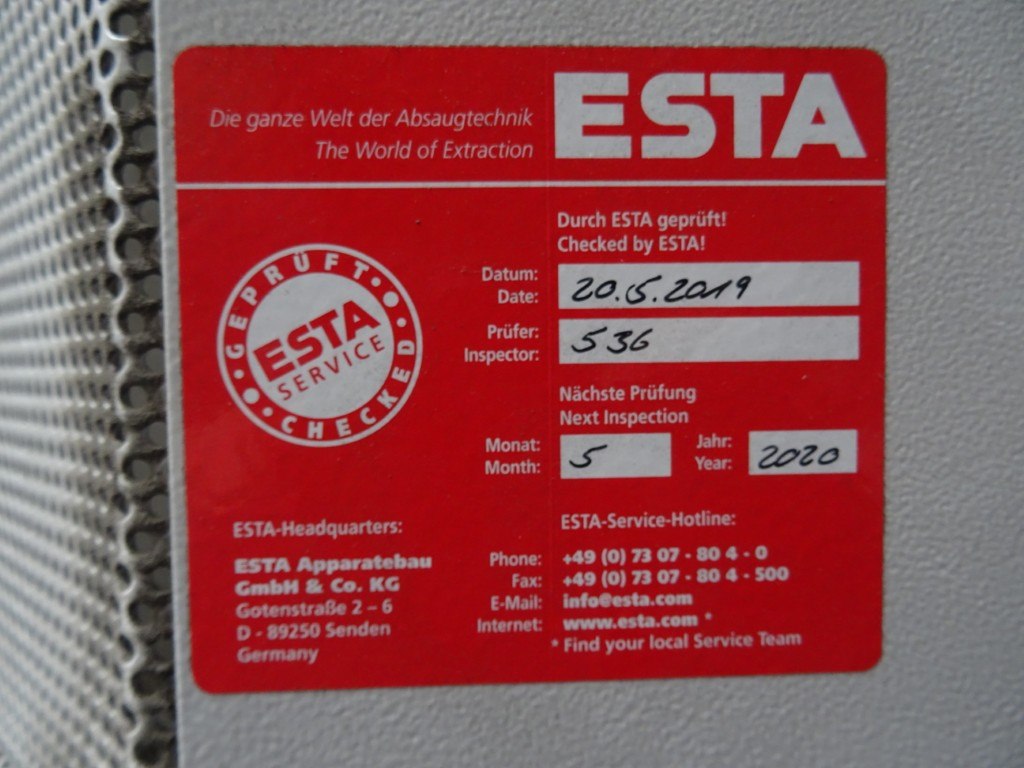 Die ganze Welt der Absaugtechnik
The World of Extraction
ESTA
Durch ESTA geprüft!
Checked by ESTA!
Datum:
Date:
20.5.2019
Prüfer:
Inspector:
536
Nächste Prüfung
Next Inspection
Monat:
Month:
5
Jahr:
Year:
2020
GEPRÜFT
ESTA
SERVICE
CHECKED
ESTA-Headquarters:
ESTA Apparatebau
GmbH & Co. KG
Gotenstraße 2 – 6
D - 89250 Senden
Germany
ESTA-Service-Hotline:
Phone: +49 (0) 73 07 - 80 4 - 0
Fax: +49 (0) 73 07 - 80 4 - 500
E-Mail: info@esta.com
Internet: www.esta.com *
* Find your local Service Team